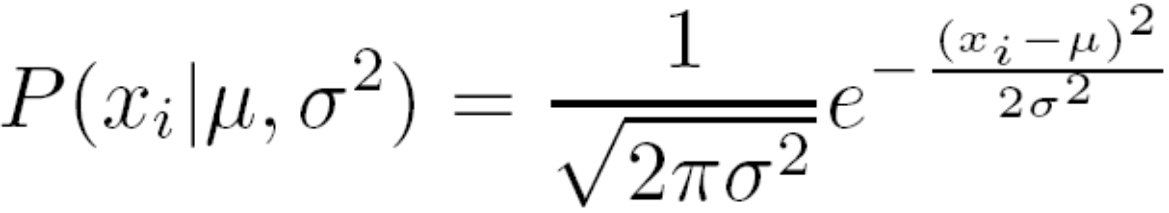 P(x_i|μ, σ^2) = \frac{1}{\sqrt{2πσ^2}} e^{-\frac{(x_i-μ)^2}{2σ^2}}